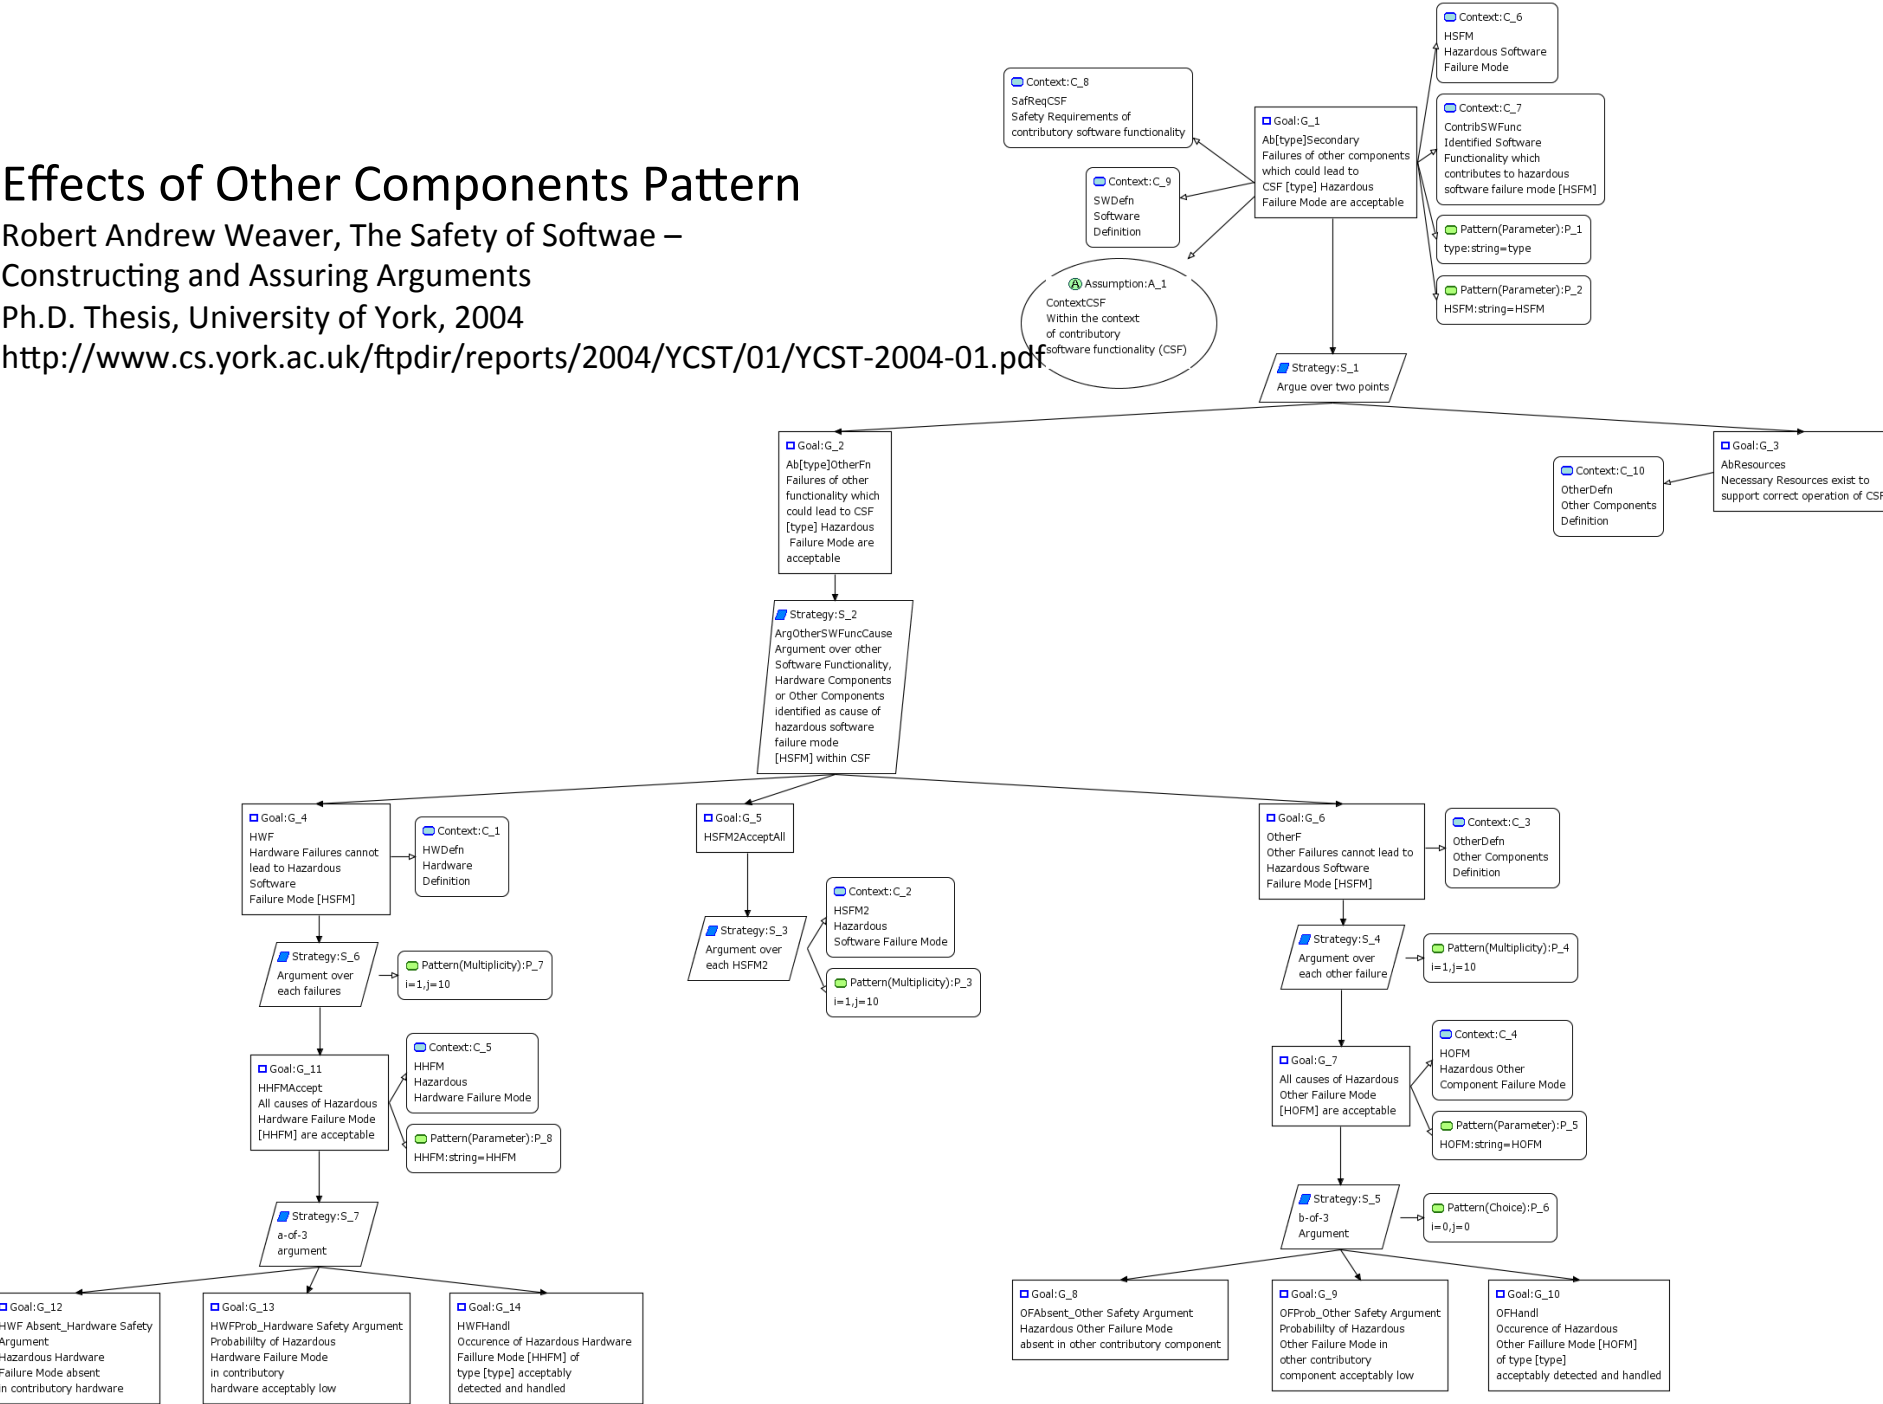 Effects of Other Components Pattern
Robert Andrew Weaver, The Safety of Softwae –
Constructing and Assuring Arguments
Ph.D. Thesis, University of York, 2004
http://www.cs.york.ac.uk/ftpdir/reports/2004/YCST/01/YCST-2004-01.pdf
Context:C_6
HSFM
Hazardous Software
Failure Mode
Context:C_8
SafReqCSF
Safety Requirements of
contributory software functionality
Goal:G_1
Ab[type]Secondary
Failures of other components
which could lead to
CSF [type] Hazardous
Failure Mode are acceptable
Context:C_7
ContribSWFunc
Identified Software
Functionality which
contributes to hazardous
software failure mode [HSFM]
Context:C_9
SWDefn
Software
Definition
Pattern(Parameter):P_1
type:string=type
Assumption:A_1
ContextCSF
Within the context
of contributory
software functionality (CSF)
Pattern(Parameter):P_2
HSFM:string=HSFM
Strategy:S_1
Argue over two points
Goal:G_2
Ab[type]OtherFn
Failures of other
functionality which
could lead to CSF
[type] Hazardous
Failure Mode are
acceptable
Context:C_10
OtherDefn
Other Components
Definition
Goal:G_3
AbResources
Necessary Resources exist to
support correct operation of CSF
Strategy:S_2
ArgOtherSWFuncCause
Argument over other
Software Functionality,
Hardware Components
or Other Components
identified as cause of
hazardous software
failure mode
[HSFM] within CSF
Goal:G_4
HWF
Hardware Failures cannot
lead to Hazardous
Software
Failure Mode [HSFM]
Context:C_1
HWDefn
Hardware
Definition
Goal:G_5
HSFM2AcceptAll
Goal:G_6
OtherF
Other Failures cannot lead to
Hazardous Software
Failure Mode [HSFM]
Context:C_3
OtherDefn
Other Components
Definition
Strategy:S_6
Argument over
each failures
Pattern(Multiplicity):P_7
i=1,j=10
Strategy:S_3
Argument over
each HSFM2
Context:C_2
HSFM2
Hazardous
Software Failure Mode
Pattern(Multiplicity):P_3
i=1,j=10
Strategy:S_4
Argument over
each other failure
Pattern(Multiplicity):P_4
i=1,j=10
Goal:G_11
HHFMAccept
All causes of Hazardous
Hardware Failure Mode
[HHFM] are acceptable
Context:C_5
HHFM
Hazardous
Hardware Failure Mode
Pattern(Parameter):P_8
HHFM:string=HHFM
Goal:G_7
All causes of Hazardous
Other Failure Mode
[HOFM] are acceptable
Context:C_4
HOFM
Hazardous Other
Component Failure Mode
Pattern(Parameter):P_5
HOFM:string=HOFM
Strategy:S_7
a-of-3
argument
Strategy:S_5
b-of-3
Argument
Pattern(Choice):P_6
i=0,j=0
Goal:G_12
HWF Absent_Hardware Safety
Argument
Hazardous Hardware
Failure Mode absent
in contributory hardware
Goal:G_13
HWFProb_Hardware Safety Argument
Probabililty of Hazardous
Hardware Failure Mode
in contributory
hardware acceptably low
Goal:G_14
HWFHandl
Occurence of Hazardous Hardware
Faillure Mode [HHFM] of
type [type] acceptably
detected and handled
Goal:G_8
OFAbsent_Other Safety Argument
Hazardous Other Failure Mode
absent in other contributory component
Goal:G_9
OFProb_Other Safety Argument
Probabililty of Hazardous
Other Failure Mode in
other contributory
component acceptably low
Goal:G_10
OFHandl
Occurence of Hazardous
Other Faillure Mode [HOFM]
of type [type]
acceptably detected and handled